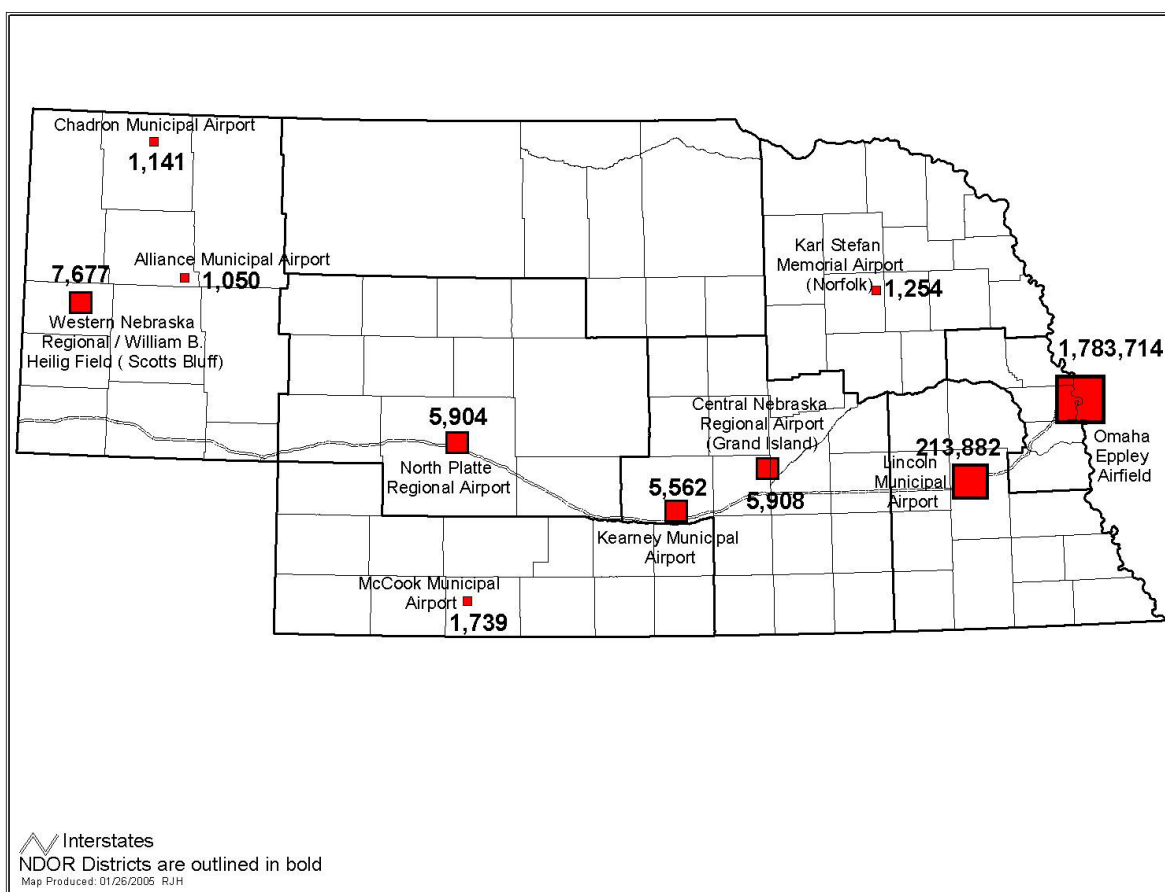 Chadron Municipal Airport
1,141
Alliance Municipal Airport
1,050
7,677
Western Nebraska
Regional / William B.
Heilig Field ( Scotts Bluff)
Karl Stefan
Memorial Airport
(Norfolk)
1,254
1,783,714
Omaha
Eppley
Airfield
5,904
North Platte
Regional Airport
Central Nebraska
Regional Airport
(Grand Island)
5,908
213,882
Lincoln
Municipal
Airport
5,562
Kearney Municipal
Airport
McCook Municipal
Airport
1,739
Interstates
NDOR Districts are outlined in bold
Map Produced: 01/26/2005 RJH